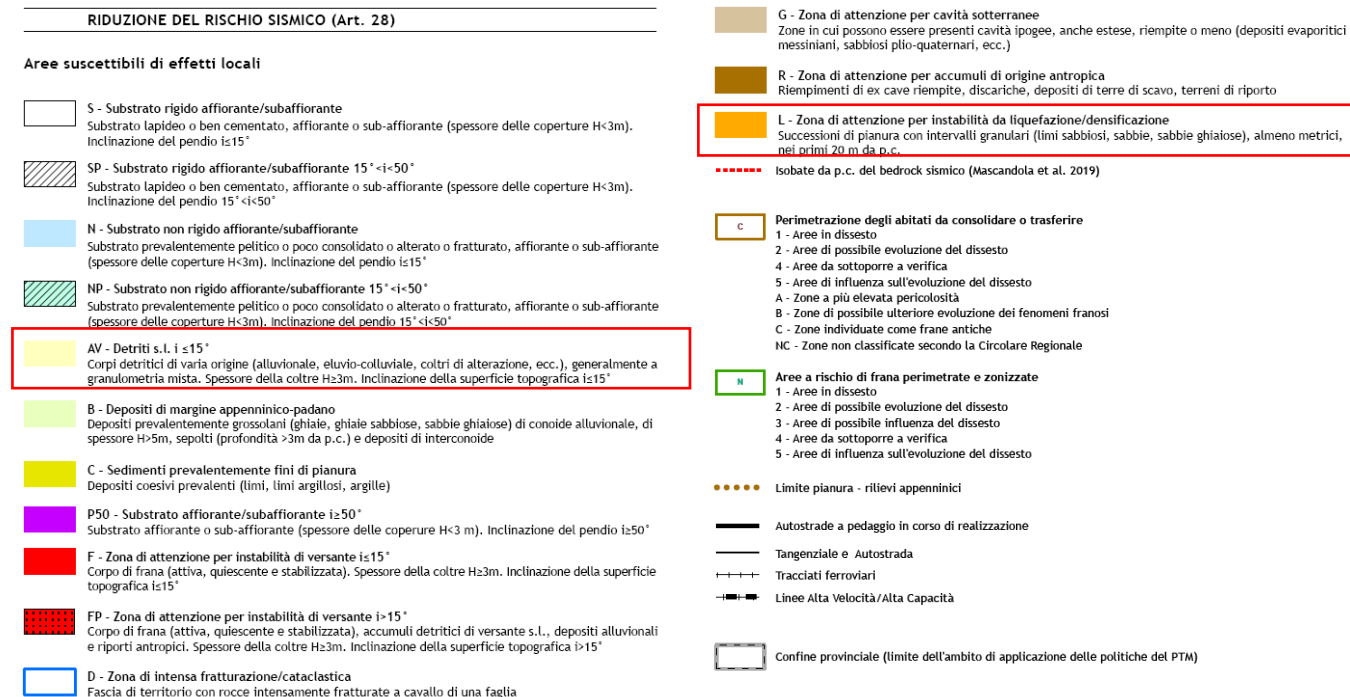 RIDUZIONE DEL RISCHIO SISMICO (Art. 28)
Aree suscettibili di effetti locali
S - Substrato rigido affiorante/subaffiorante
Substrato lapideo o ben cementato, affiorante o sub-affiorante (spessore delle coperture H<3m).
Inclinazione del pendio i≤15°
SP - Substrato rigido affiorante/subaffiorante 15°<i<50°
Substrato lapideo o ben cementato, affiorante o sub-affiorante (spessore delle coperture H<3m).
Inclinazione del pendio 15°<i<50°
N - Substrato non rigido affiorante/subaffiorante
Substrato prevalentemente pelitico o poco consolidato o alterato o fratturato, affiorante o sub-affiorante
(spessore delle coperture H<3m). Inclinazione del pendio i≤15°
NP - Substrato non rigido affiorante/subaffiorante 15°<i<50°
Substrato prevalentemente pelitico o poco consolidato o alterato o fratturato, affiorante o sub-affiorante
(spessore delle coperture H<3m). Inclinazione del pendio 15°<i<50°
AV - Detriti s.l. i ≤15°
Corpi detritici di varia origine (alluvionale, eluvio-colluviale, coltri di alterazione, ecc.), generalmente a
granulometria mista. Spessore della coltre H≥3m. Inclinazione della superficie topografica i≤15°
B - Depositi di margine appenninico-padano
Depositi prevalentemente grossolani (ghiaie, ghiaie sabbiose, sabbie ghiaiose) di conoide alluvionale, di
spessore H>5m, sepolti (profondità >3m da p.c.) e depositi di interconoide
C - Sedimenti prevalentemente fini di pianura
Depositi coesivi prevalenti (limi, limi argillosi, argille)
P50 - Substrato affiorante/subaffiorante i≥50°
Substrato affiorante o sub-affiorante (spessore delle coperure H<3 m). Inclinazione del pendio i≥50°
F - Zona di attenzione per instabilità di versante i≤15°
Corpo di frana (attiva, quiescente e stabilizzata). Spessore della coltre H≥3m. Inclinazione della superficie
topografica i≤15°
FP - Zona di attenzione per instabilità di versante i>15°
Corpo di frana (attiva, quiescente e stabilizzata), accumuli detritici di versante s.l., depositi alluvionali
e riporti antropici. Spessore della coltre H≥3m. Inclinazione della superficie topografica i>15°
D - Zona di intensa fratturazione/cataclastica
Fascia di territorio con rocce intensamente fratturate a cavallo di una faglia
G - Zona di attenzione per cavità sotterranee
Zone in cui possono essere presenti cavità ipogee, anche estese, riempite o meno (depositi evaporitici
messiniani, sabbiosi plio-quaternari, ecc.)
R - Zona di attenzione per accumuli di origine antropica
Riempimenti di ex cave riempite, discariche, depositi di terre di scavo, terreni di riporto
L - Zona di attenzione per instabilità da liquefazione/densificazione
Successioni di pianura con intervalli granulari (limi sabbiosi, sabbie, sabbie ghiaiose), almeno metrici,
nei primi 20 m da p.c.
Isobate da p.c. del bedrock sismico (Mascandola et al. 2019)
C
Perimetrazione degli abitati da consolidare o trasferire
1 - Aree in dissesto
2 - Aree di possibile evoluzione del dissesto
4 - Aree da sottoporre a verifica
5 - Aree di influenza sull'evoluzione del dissesto
A - Zone a più elevata pericolosità
B - Zone di possibile ulteriore evoluzione dei fenomeni franosi
C - Zone individuate come frane antiche
NC - Zone non classificate secondo la Circolare Regionale
N
Aree a rischio di frana perimetrate e zonizzate
1 - Aree in dissesto
2 - Aree di possibile evoluzione del dissesto
3 - Aree di possibile influenza del dissesto
4 - Aree da sottoporre a verifica
5 - Aree di influenza sull'evoluzione del dissesto
Limite pianura - rilievi appenninici
Autostrade a pedaggio in corso di realizzazione
Tangenziale e Autostrada
Tracciati ferroviari
Linee Alta Velocità/Alta Capacità
Confine provinciale (limite dell'ambito di applicazione delle politiche del PTM)